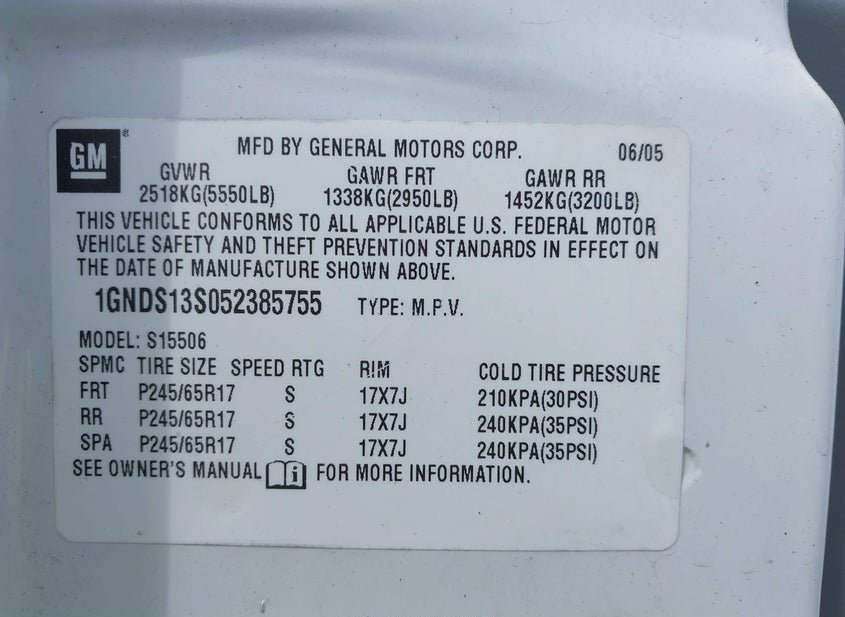 GM ® MFD BY GENERAL MOTORS CORP. 06/05
GVWR GAWR FRT GAWR RR
2518KG(5550LB) 1338KG(2950LB) 1452KG(3200LB)
THIS VEHICLE CONFORMS TO ALL APPLICABLE U.S. FEDERAL MOTOR
VEHICLE SAFETY AND THEFT PREVENTION STANDARDS IN EFFECT ON
THE DATE OF MANUFACTURE SHOWN ABOVE.
1GNDS13S052385755 TYPE: M.P.V.
MODEL: S15506
SPMC TIRE SIZE SPEED RTG RIM COLD TIRE PRESSURE
FRT P245/65R17 S 17X7J 210KPA(30PSI)
RR P245/65R17 S 17X7J 240KPA(35PSI)
SPA P245/65R17 S 17X7J 240KPA(35PSI)
SEE OWNER'S MANUAL i FOR MORE INFORMATION.